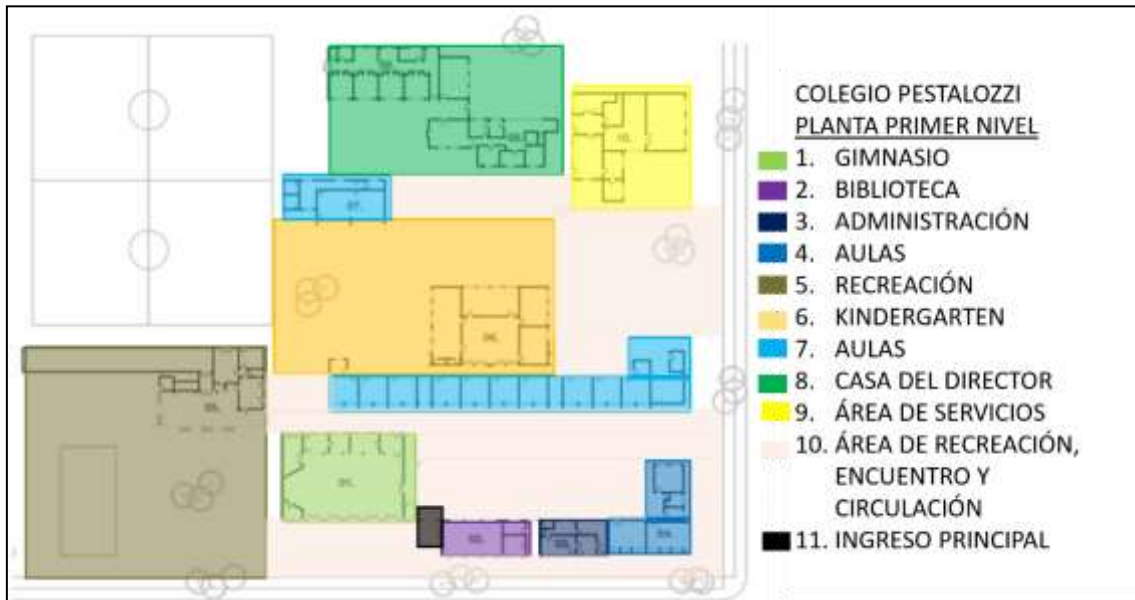 COLEGIO PESTALOZZI
PLANTA PRIMER NIVEL
1. GIMNASIO
2. BIBLIOTECA
3. ADMINISTRACIÓN
4. AULAS
5. RECREACIÓN
6. KINDERGARTEN
7. AULAS
8. CASA DEL DIRECTOR
9. ÁREA DE SERVICIOS
10. ÁREA DE RECREACIÓN,
ENCUENTRO Y
CIRCULACIÓN
11. INGRESO PRINCIPAL